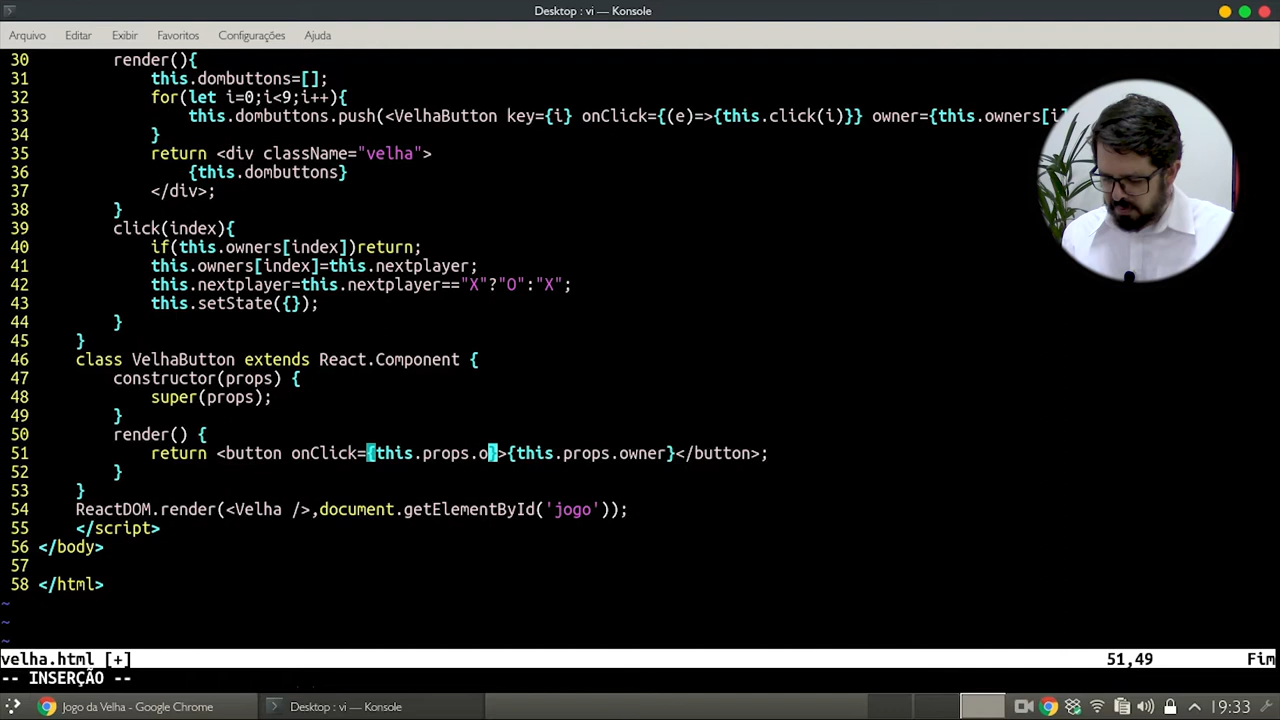 Desktop : vi — Konsole
Arquivo Editar Exibir Favoritos Configurações Ajuda
30 render(){
31 this.dombuttons=[];
32 for(let i=0;i<9;i++){
33 this.dombuttons.push(<VelhaButton key={i} onClick={(e)=>{this.click(i)}} owner={this.owners[i]
34 }
35 return <div className="velha">
36 {this.dombuttons}
37 </div>;
38 }
39 click(index){
40 if(this.owners[index])return;
41 this.owners[index]=this.nextplayer;
42 this.nextplayer=this.nextplayer=="X"?"O":"X";
43 this.setState({});
44 }
45 }
46 class VelhaButton extends React.Component {
47 constructor(props) {
48 super(props);
49 }
50 render() {
51 return <button onClick={this.props.o}>{this.props.owner}</button>;
52 }
53 }
54 ReactDOM.render(<Velha />,document.getElementById('jogo'));
55 </script>
56 </body>
57
58 </html>
~
~
~
velha.html [+] 51,49 Fim
-- INSERÇÃO --
Jogo da Velha - Google Chrome Desktop : vi — Konsole 19:33